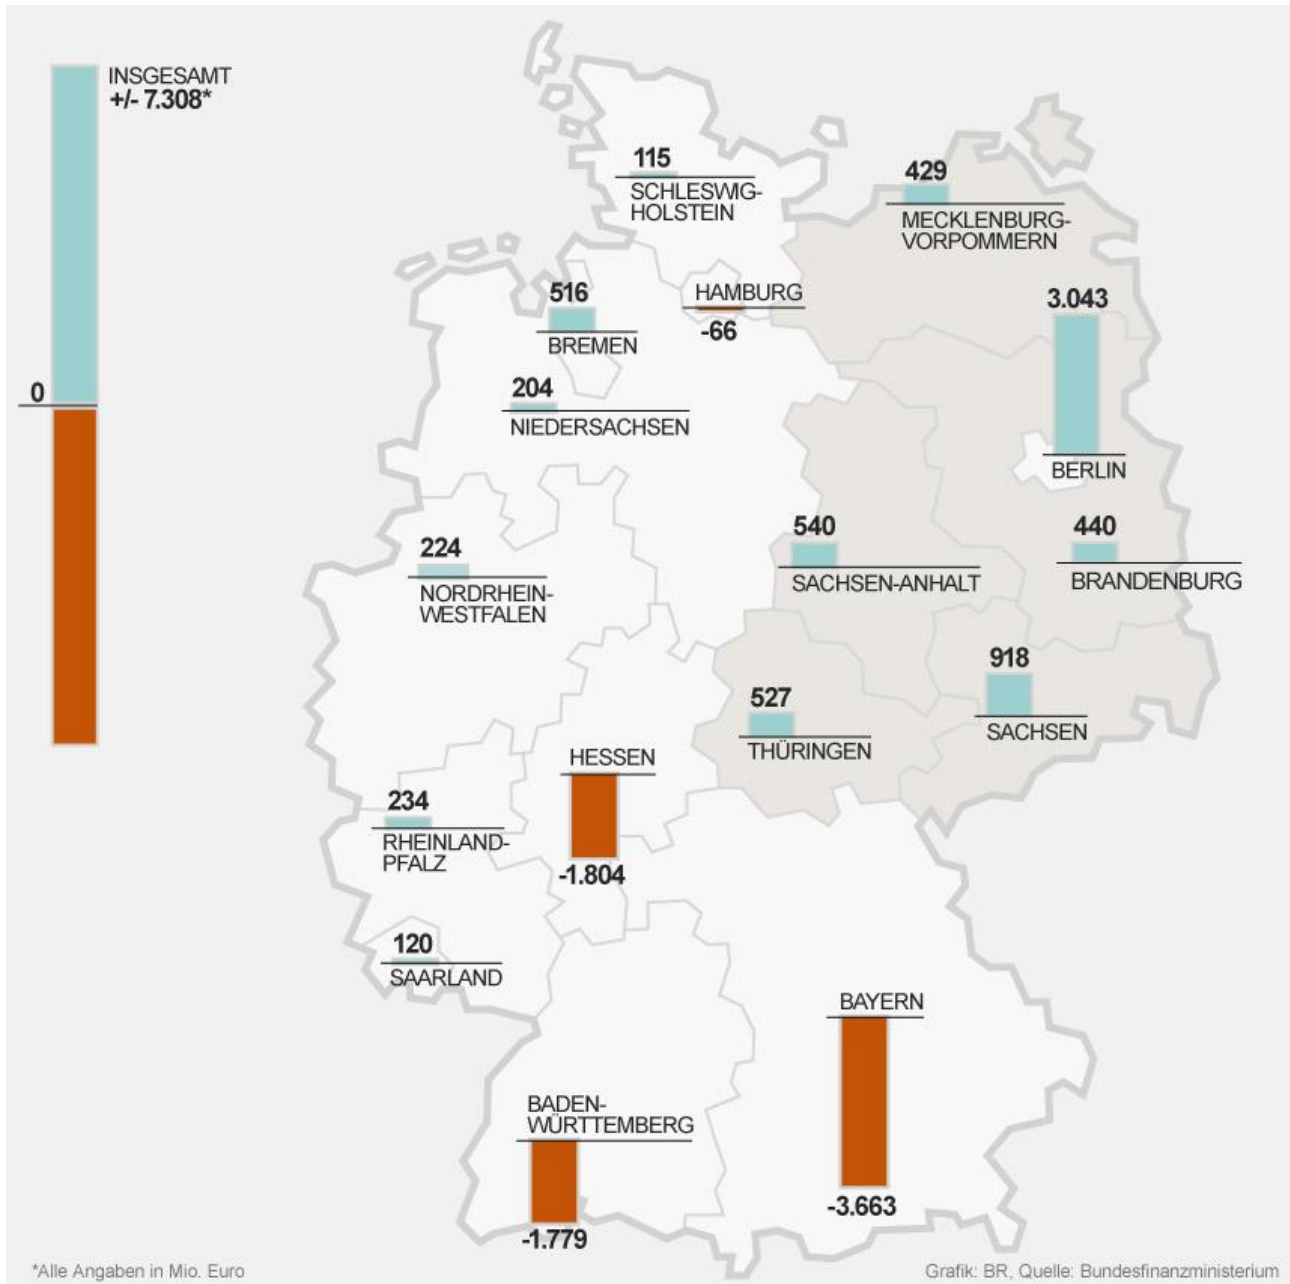 INSGESAMT
+/- 7.308*
0
115
SCHLESWIG-
HOLSTEIN
429
MECKLENBURG-
VORPOMMERN
HAMBURG
-66
516
BREMEN
3.043
BERLIN
204
NIEDERSACHSEN
224
NORDRHEIN-
WESTFALEN
540
SACHSEN-ANHALT
440
BRANDENBURG
918
SACHSEN
527
THÜRINGEN
HESSEN
-1.804
234
RHEINLAND-
PFALZ
120
SAARLAND
BAYERN
-3.663
BADEN-
WÜRTTEMBERG
-1.779
*Alle Angaben in Mio. Euro
Grafik: BR, Quelle: Bundesfinanzministerium